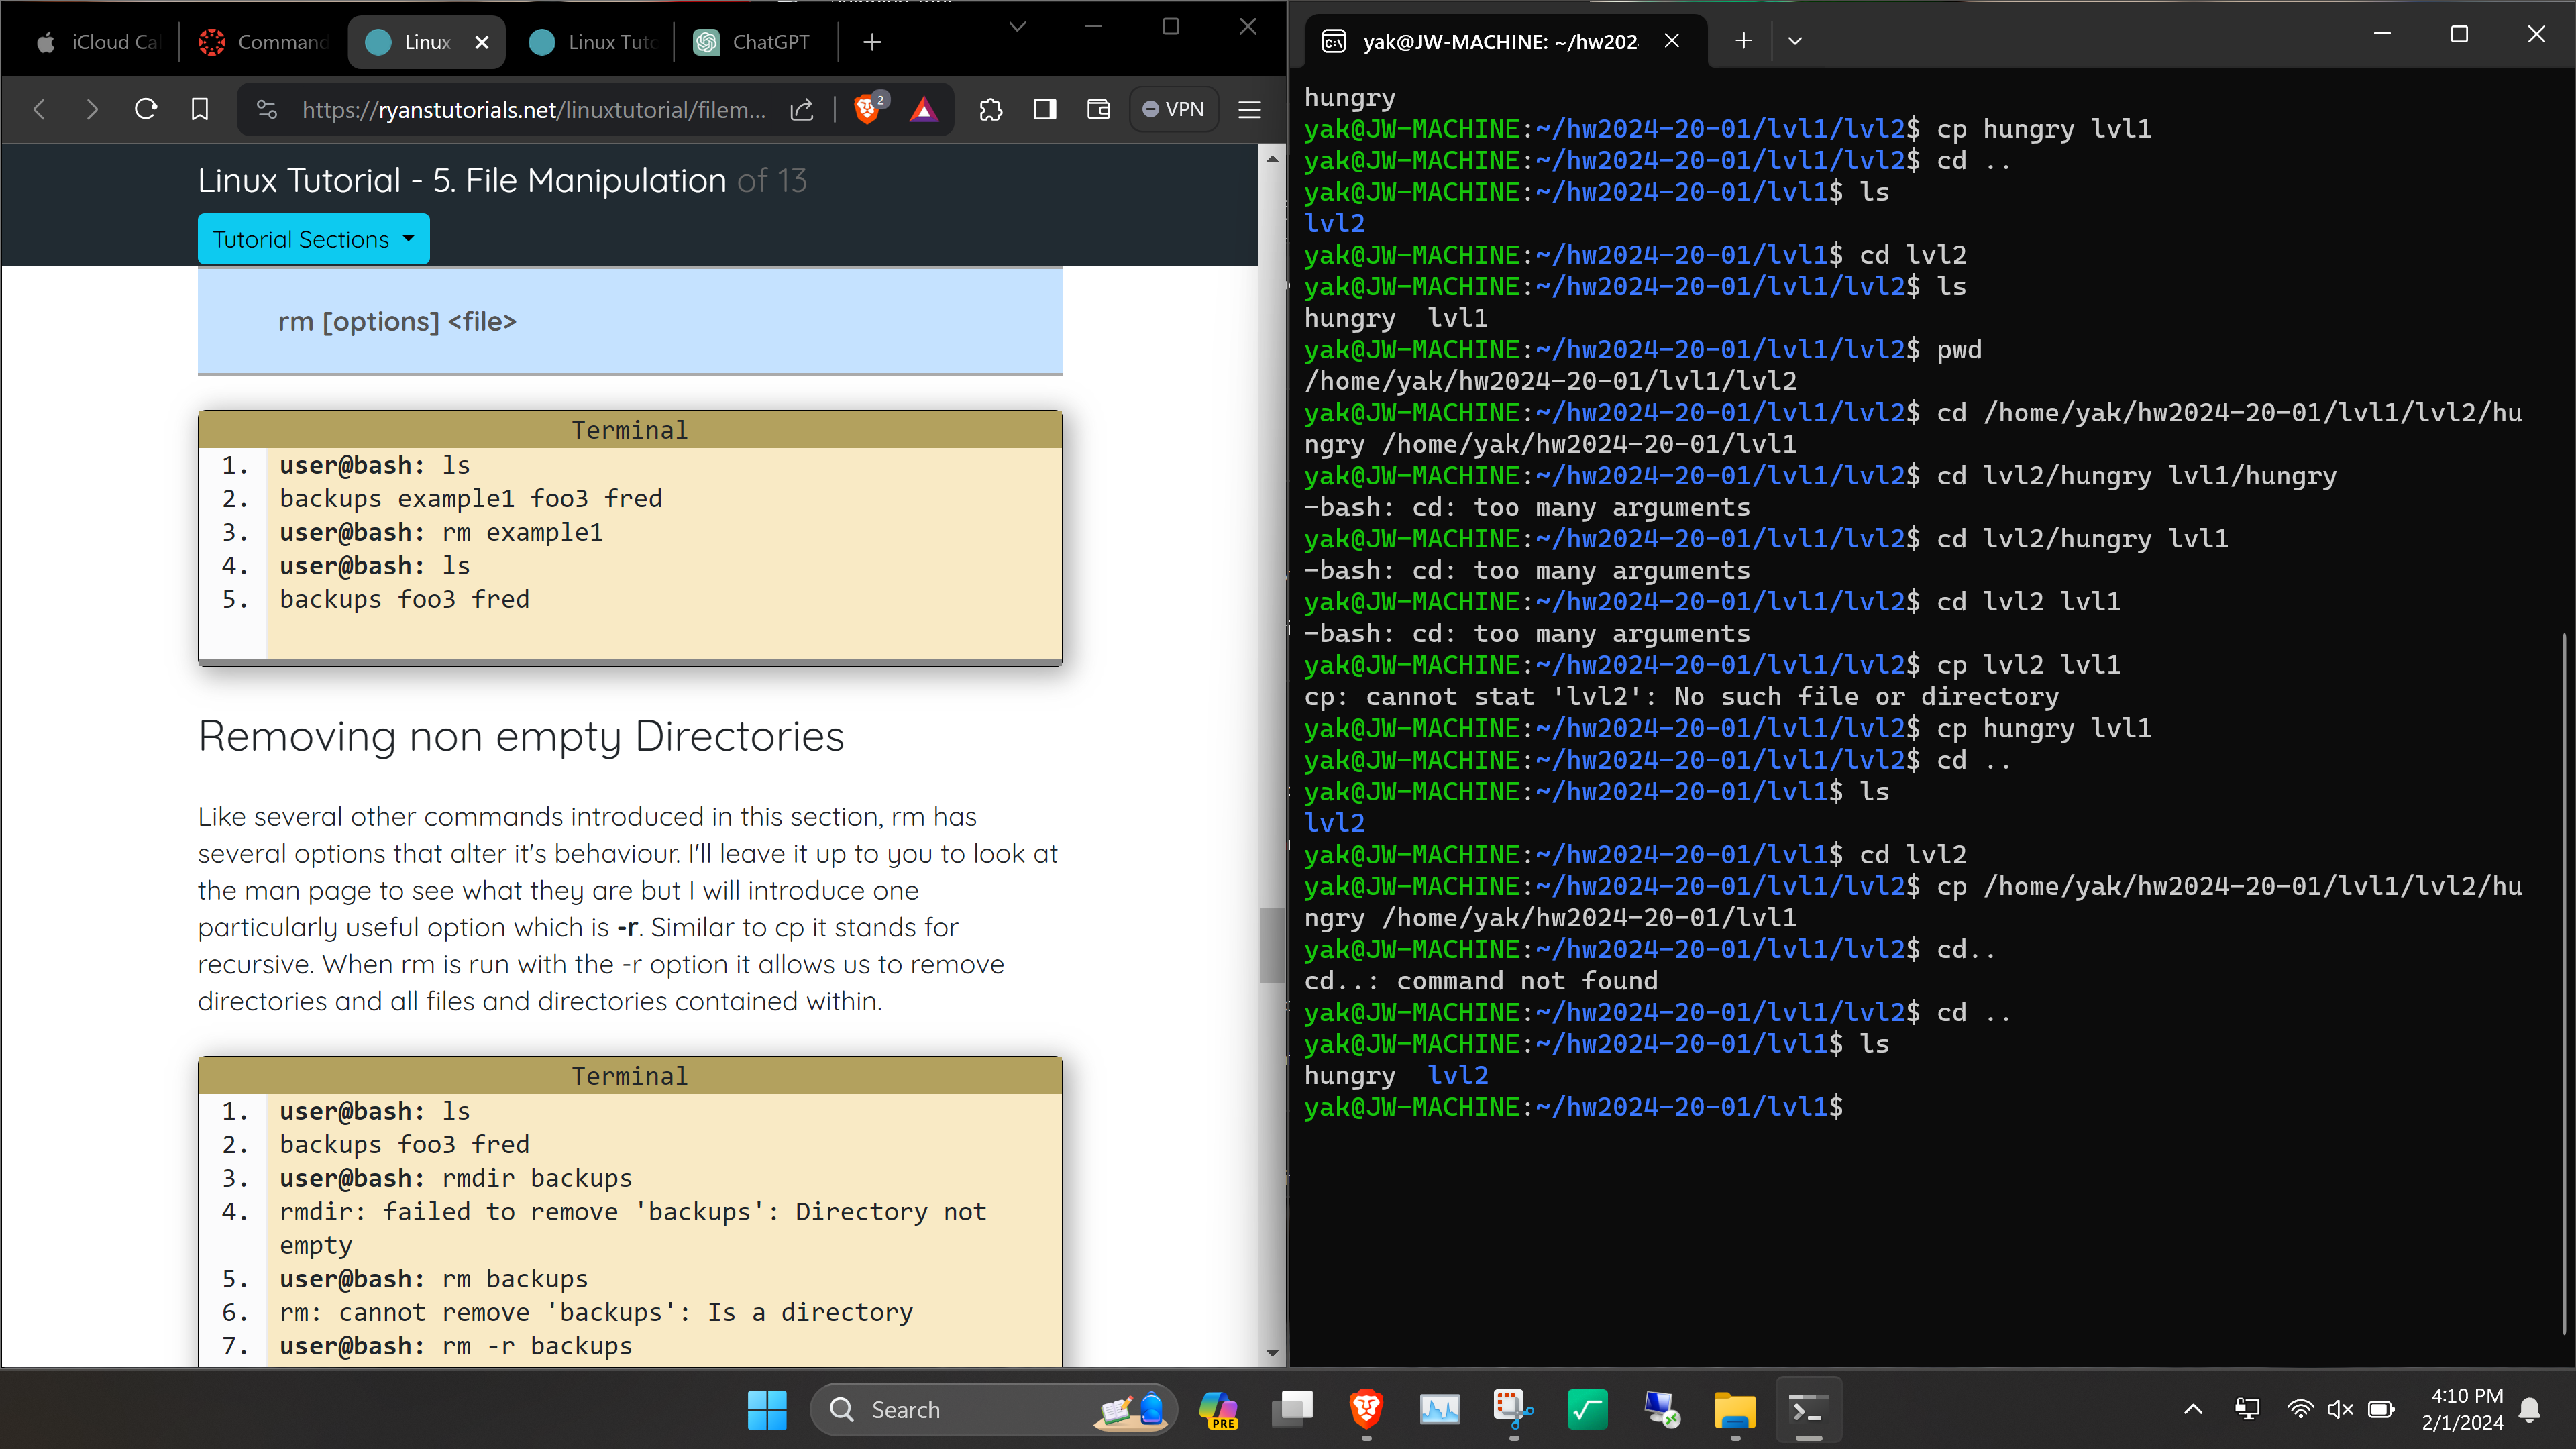 iCloud Cal
Command
Linux
Linux Tuto
ChatGPT
https://ryanstutorials.net/linuxtutorial/filem...
2
VPN
Linux Tutorial - 5. File Manipulation of 13
Tutorial Sections
rm [options] <file>
Terminal
1. user@bash: ls
2. backups example1 foo3 fred
3. user@bash: rm example1
4. user@bash: ls
5. backups foo3 fred
Removing non empty Directories
Like several other commands introduced in this section, rm has
several options that alter it's behaviour. I'll leave it up to you to look at
the man page to see what they are but I will introduce one
particularly useful option which is -r. Similar to cp it stands for
recursive. When rm is run with the -r option it allows us to remove
directories and all files and directories contained within.
Terminal
1. user@bash: ls
2. backups foo3 fred
3. user@bash: rmdir backups
4. rmdir: failed to remove 'backups': Directory not
empty
5. user@bash: rm backups
6. rm: cannot remove 'backups': Is a directory
7. user@bash: rm -r backups
yak@JW-MACHINE: ~/hw202
hungry
yak@JW-MACHINE:~/hw2024-20-01/lvl1/lvl2$ cp hungry lvl1
yak@JW-MACHINE:~/hw2024-20-01/lvl1/lvl2$ cd ..
yak@JW-MACHINE:~/hw2024-20-01/lvl1$ ls
lvl2
yak@JW-MACHINE:~/hw2024-20-01/lvl1$ cd lvl2
yak@JW-MACHINE:~/hw2024-20-01/lvl1/lvl2$ ls
hungry  lvl1
yak@JW-MACHINE:~/hw2024-20-01/lvl1/lvl2$ pwd
/home/yak/hw2024-20-01/lvl1/lvl2
yak@JW-MACHINE:~/hw2024-20-01/lvl1/lvl2$ cd /home/yak/hw2024-20-01/lvl1/lvl2/hu
ngry /home/yak/hw2024-20-01/lvl1
yak@JW-MACHINE:~/hw2024-20-01/lvl1/lvl2$ cd lvl2/hungry lvl1/hungry
-bash: cd: too many arguments
yak@JW-MACHINE:~/hw2024-20-01/lvl1/lvl2$ cd lvl2/hungry lvl1
-bash: cd: too many arguments
yak@JW-MACHINE:~/hw2024-20-01/lvl1/lvl2$ cd lvl2 lvl1
-bash: cd: too many arguments
yak@JW-MACHINE:~/hw2024-20-01/lvl1/lvl2$ cp lvl2 lvl1
cp: cannot stat 'lvl2': No such file or directory
yak@JW-MACHINE:~/hw2024-20-01/lvl1/lvl2$ cp hungry lvl1
yak@JW-MACHINE:~/hw2024-20-01/lvl1/lvl2$ cd ..
yak@JW-MACHINE:~/hw2024-20-01/lvl1$ ls
lvl2
yak@JW-MACHINE:~/hw2024-20-01/lvl1$ cd lvl2
yak@JW-MACHINE:~/hw2024-20-01/lvl1/lvl2$ cp /home/yak/hw2024-20-01/lvl1/lvl2/hu
ngry /home/yak/hw2024-20-01/lvl1
yak@JW-MACHINE:~/hw2024-20-01/lvl1/lvl2$ cd..
cd..: command not found
yak@JW-MACHINE:~/hw2024-20-01/lvl1/lvl2$ cd ..
yak@JW-MACHINE:~/hw2024-20-01/lvl1$ ls
hungry  lvl2
yak@JW-MACHINE:~/hw2024-20-01/lvl1$
Search
PRE
4:10 PM
2/1/2024